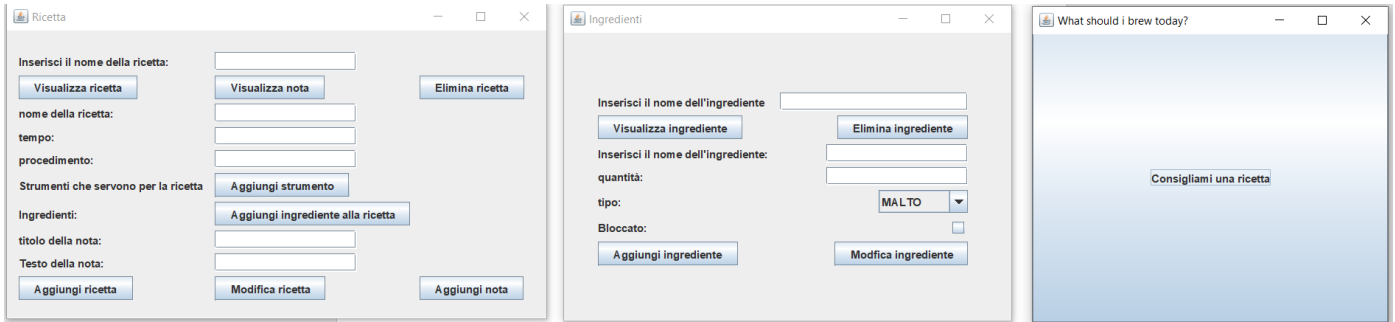 Ricetta
Inserisci il nome della ricetta:
Visualizza ricetta Visualizza nota Elimina ricetta
nome della ricetta:
tempo:
procedimento:
Strumenti che servono per la ricetta Aggiungi strumento
Ingredienti: Aggiungi ingrediente alla ricetta
titolo della nota:
Testo della nota:
Aggiungi ricetta Modifica ricetta Aggiungi nota
Ingredienti
Inserisci il nome dell'ingrediente
Visualizza ingrediente Elimina ingrediente
Inserisci il nome dell'ingrediente:
quantità:
tipo: MALTO
Bloccato:
Aggiungi ingrediente Modifica ingrediente
What should i brew today?
Consigliami una ricetta